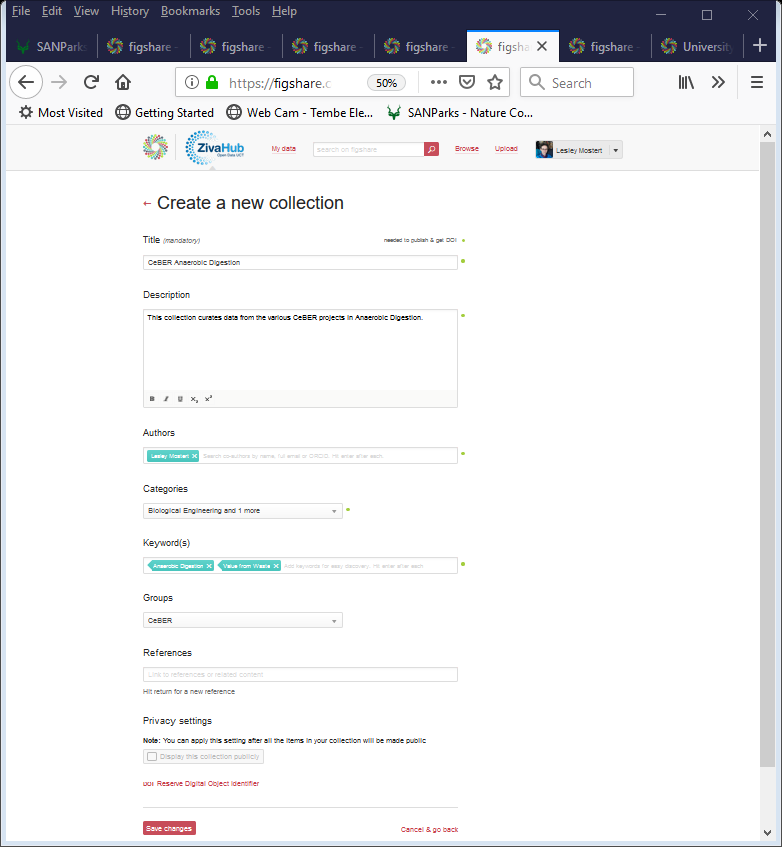 File Edit View History Bookmarks Tools Help
SANParks figshare - figshare - figshare - figshare - figsha figshare - University
https://figshare.c 50% Search
Most Visited Getting Started Web Cam - Tembe Ele... SANParks - Nature Co...
ZivaHub Open Data UCT My data search on figshare Browse Upload Lesley Mostert
← Create a new collection
Title (mandatory) needed to publish & get DOI
CeBER Anaerobic Digestion
Description
This collection curates data from the various CeBER projects in Anaerobic Digestion.
B I U X₂ X²
Authors
Lesley Mostert × Search co-authors by name, full email or ORCID. Hit enter after each.
Categories
Biological Engineering and 1 more
Keyword(s)
Anaerobic Digestion × Value from Waste × Add keywords for easy discovery. Hit enter after each
Groups
CeBER
References
Link to references or related content
Hit return for a new reference
Privacy settings
Note: You can apply this setting after all the items in your collection will be made public
Display this collection publicly
DOI Reserve Digital Object Identifier
Save changes Cancel & go back